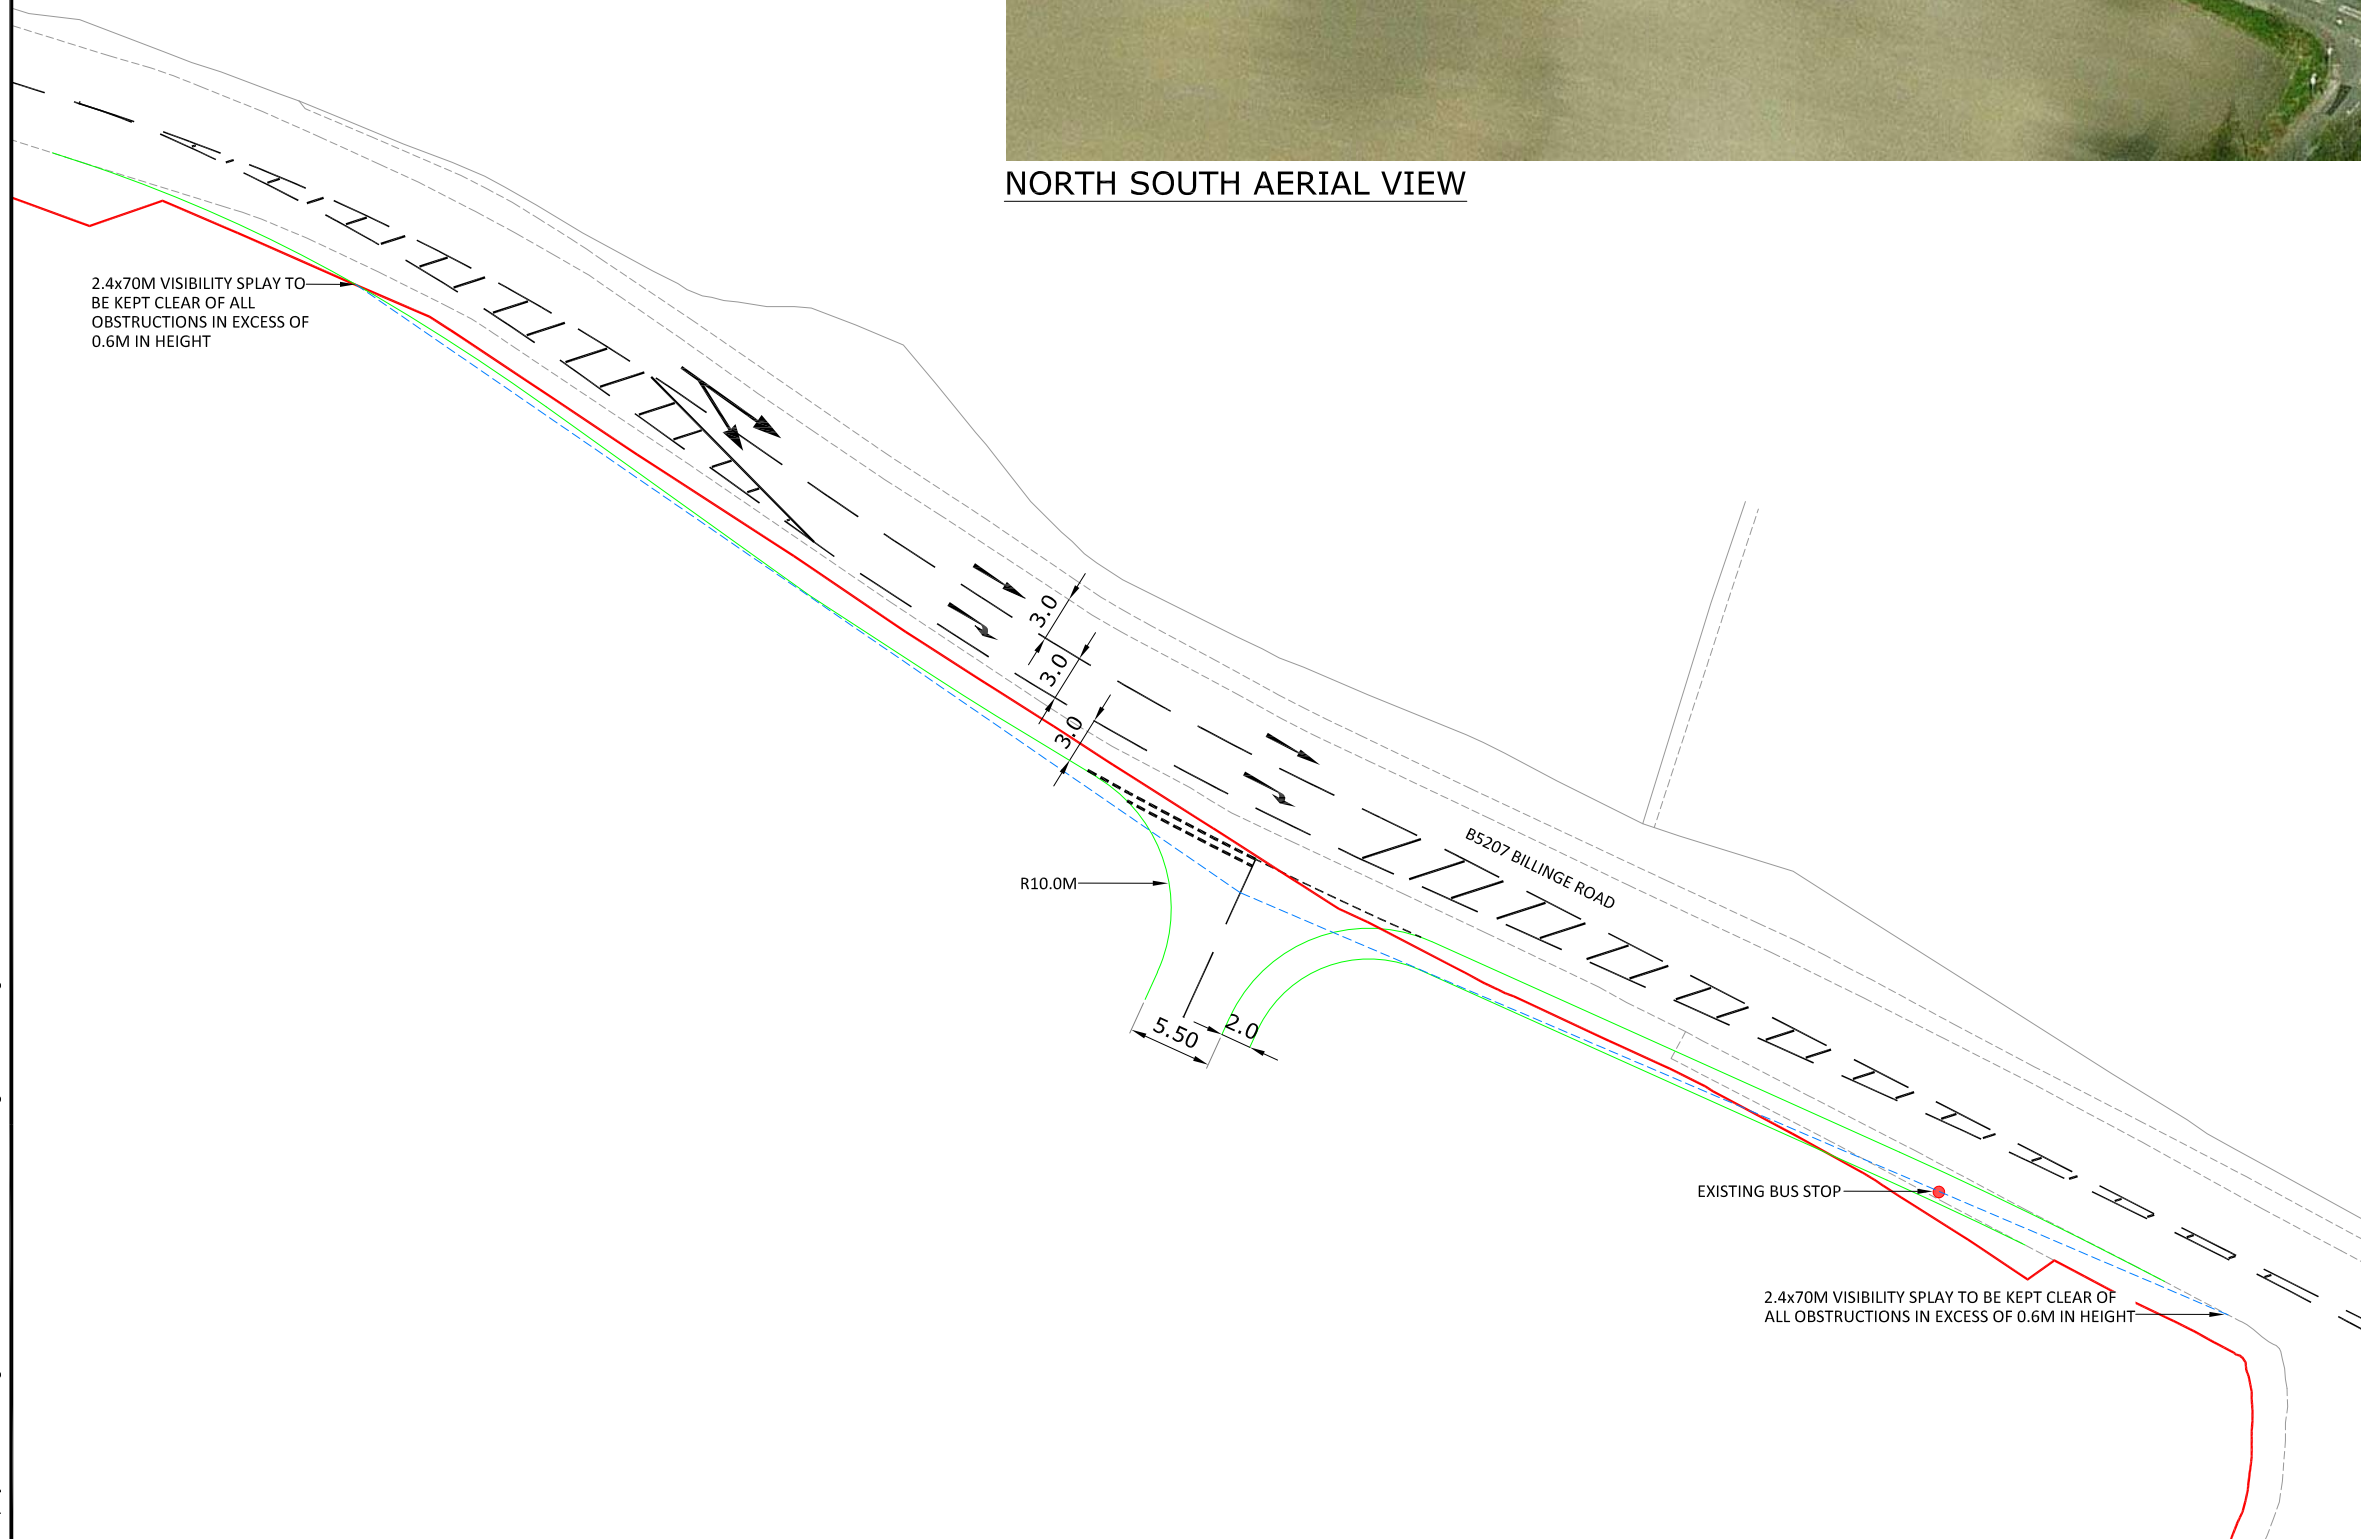 NORTH SOUTH AERIAL VIEW
2.4x70M VISIBILITY SPLAY TO
BE KEPT CLEAR OF ALL
OBSTRUCTIONS IN EXCESS OF
0.6M IN HEIGHT
3.0
3.0
3.0
B5207 BILLINGE ROAD
R10.0M
5.50
2.0
EXISTING BUS STOP
2.4x70M VISIBILITY SPLAY TO BE KEPT CLEAR OF
ALL OBSTRUCTIONS IN EXCESS OF 0.6M IN HEIGHT